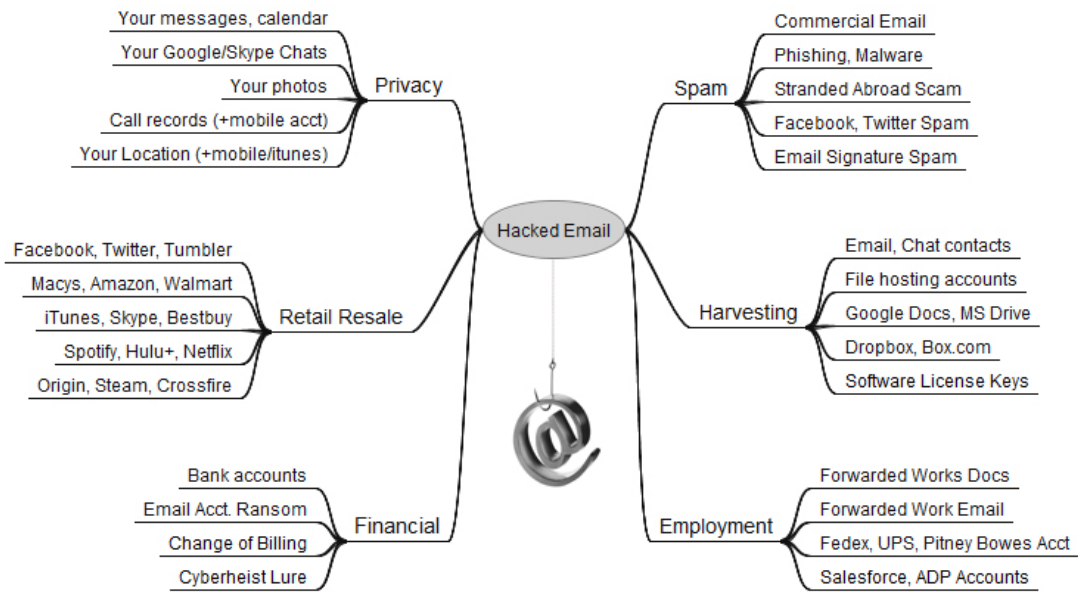 Hacked Email
Privacy
Your messages, calendar
Your Google/Skype Chats
Your photos
Call records (+mobile acct)
Your Location (+mobile/itunes)
Retail Resale
Facebook, Twitter, Tumbler
Macys, Amazon, Walmart
iTunes, Skype, Bestbuy
Spotify, Hulu+, Netflix
Origin, Steam, Crossfire
Financial
Bank accounts
Email Acct. Ransom
Change of Billing
Cyberheist Lure
Spam
Commercial Email
Phishing, Malware
Stranded Abroad Scam
Facebook, Twitter Spam
Email Signature Spam
Harvesting
Email, Chat contacts
File hosting accounts
Google Docs, MS Drive
Dropbox, Box.com
Software License Keys
Employment
Forwarded Works Docs
Forwarded Work Email
Fedex, UPS, Pitney Bowes Acct
Salesforce, ADP Accounts
@